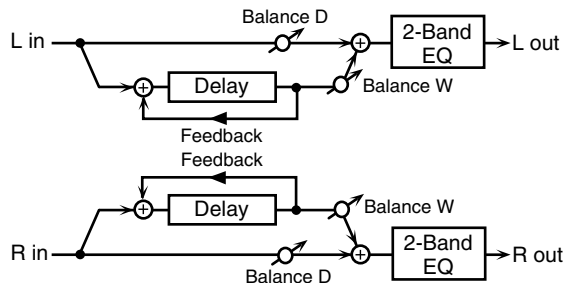 Balance D
L in
2-Band
EQ
L out
Delay
Balance W
Feedback
Feedback
Delay
Balance W
R in
2-Band
EQ
R out
Balance D